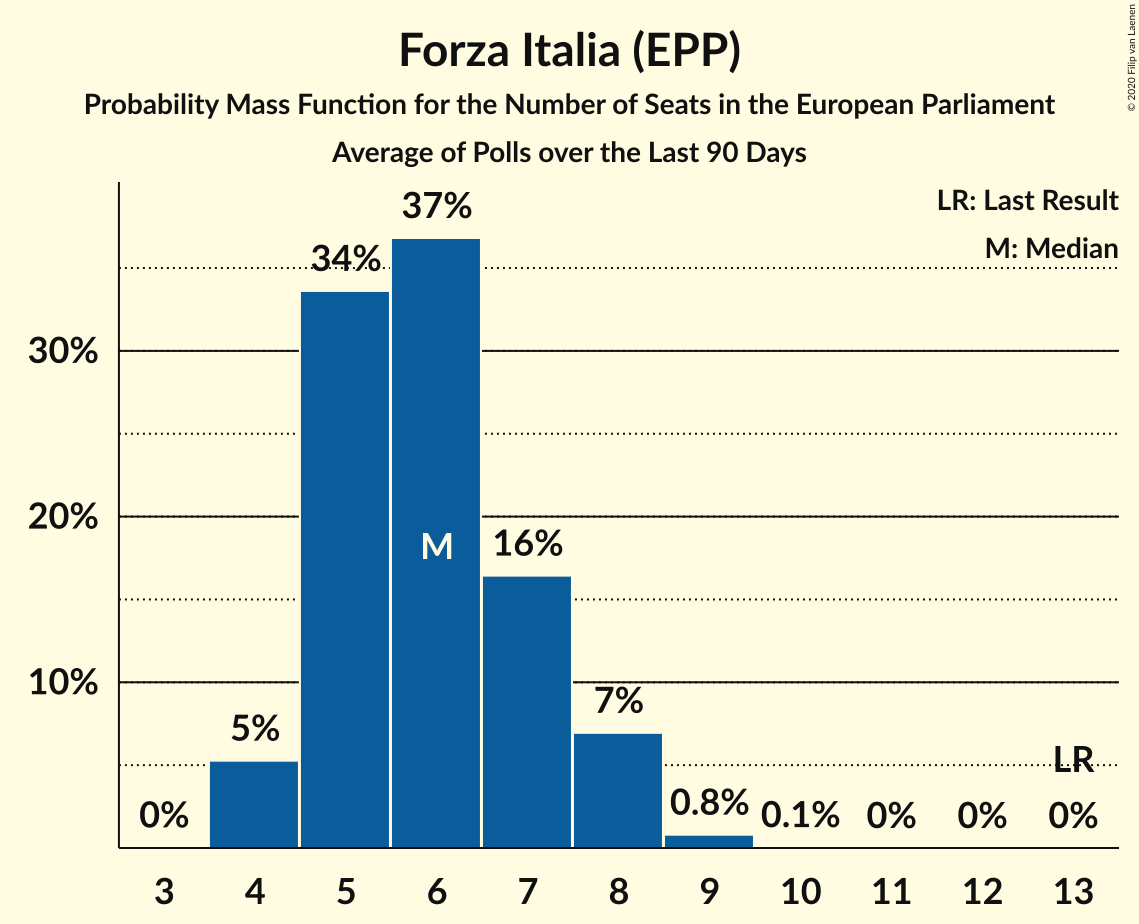 Forza Italia (EPP)
Probability Mass Function for the Number of Seats in the European Parliament
Average of Polls over the Last 90 Days
© 2020 Filip van Laenen
LR: Last Result
M: Median
37%
34%
30%
20%
M
16%
10%
7%
5%
LR
0%
0.8%
0.1%
0%
0%
0%
3 4 5 6 7 8 9 10 11 12 13